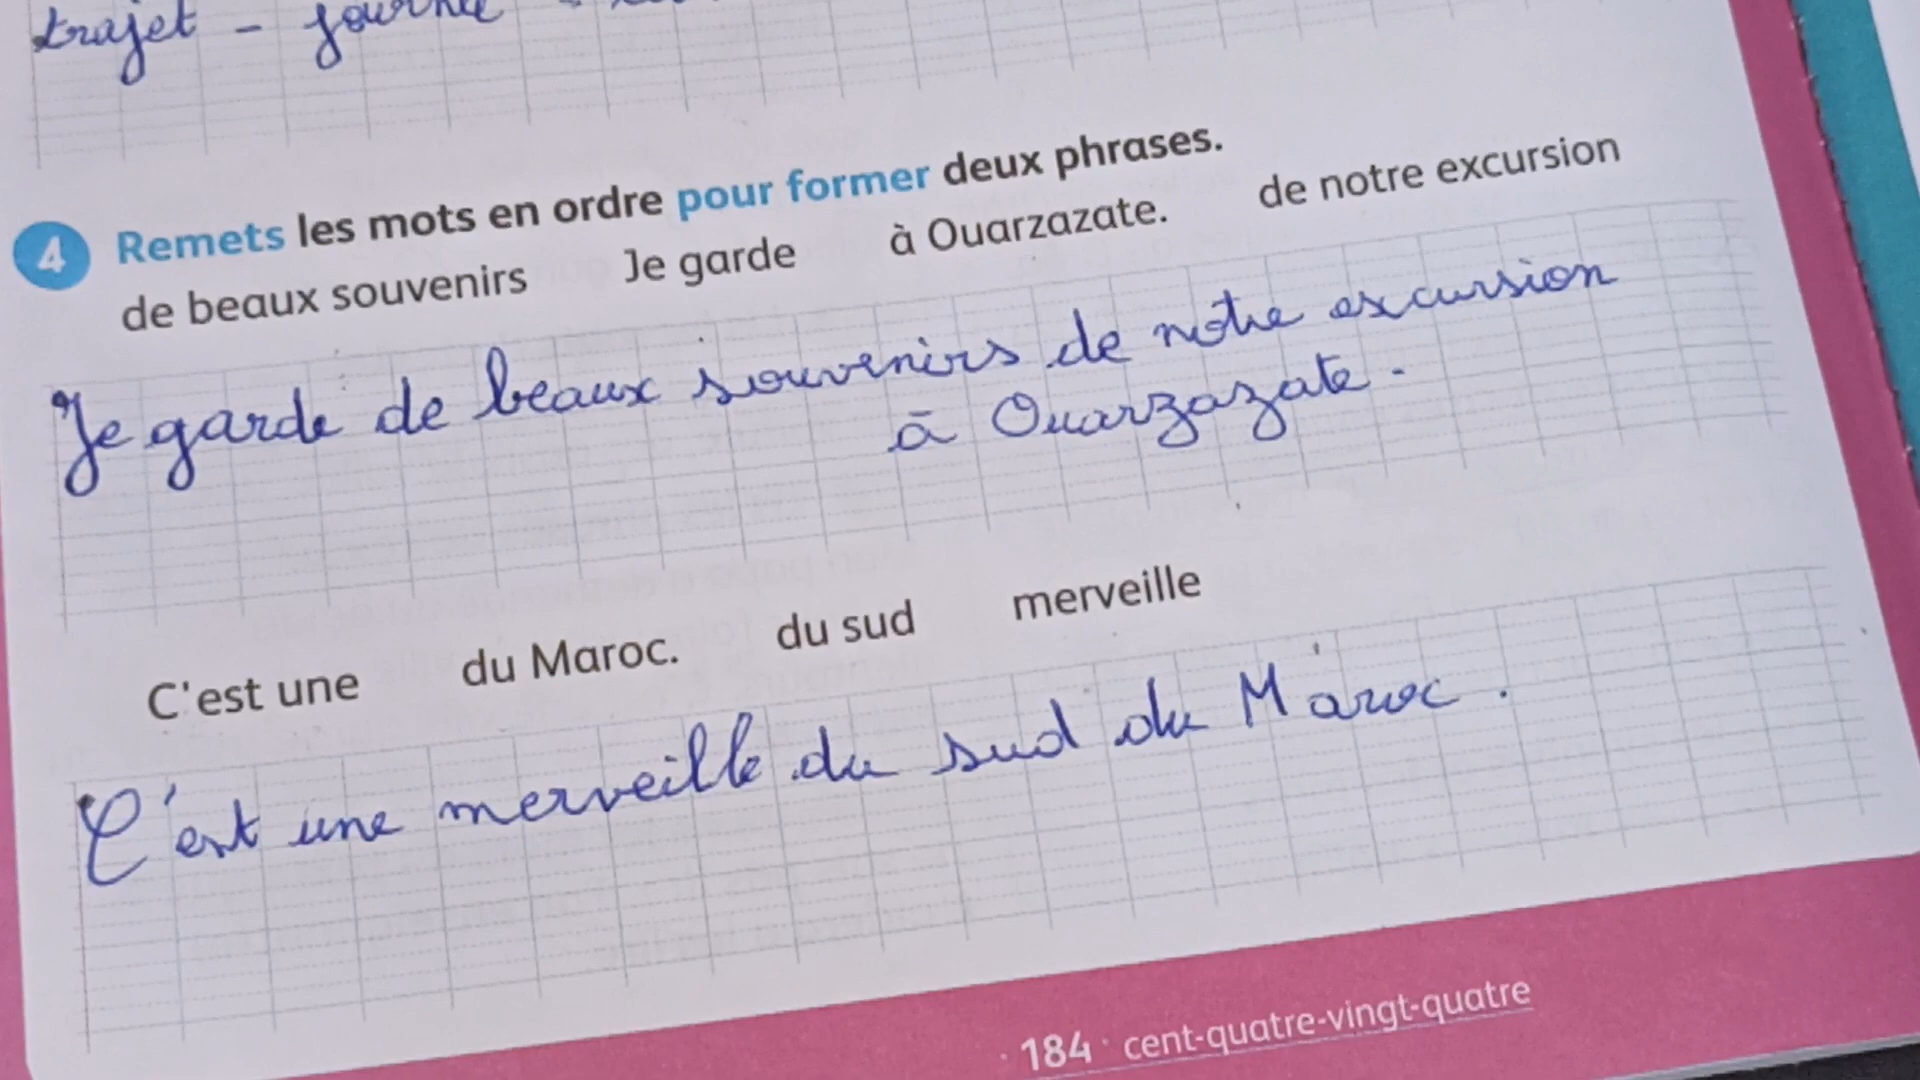 trajet - journée
4 Remets les mots en ordre pour former deux phrases.
de beaux souvenirs Je garde à Ouarzazate. de notre excursion
Je garde de beaux souvenirs de notre excursion
à Ouarzazate.
C'est une du Maroc. du sud merveille
C'est une merveille du sud du Maroc.
184 cent-quatre-vingt-quatre